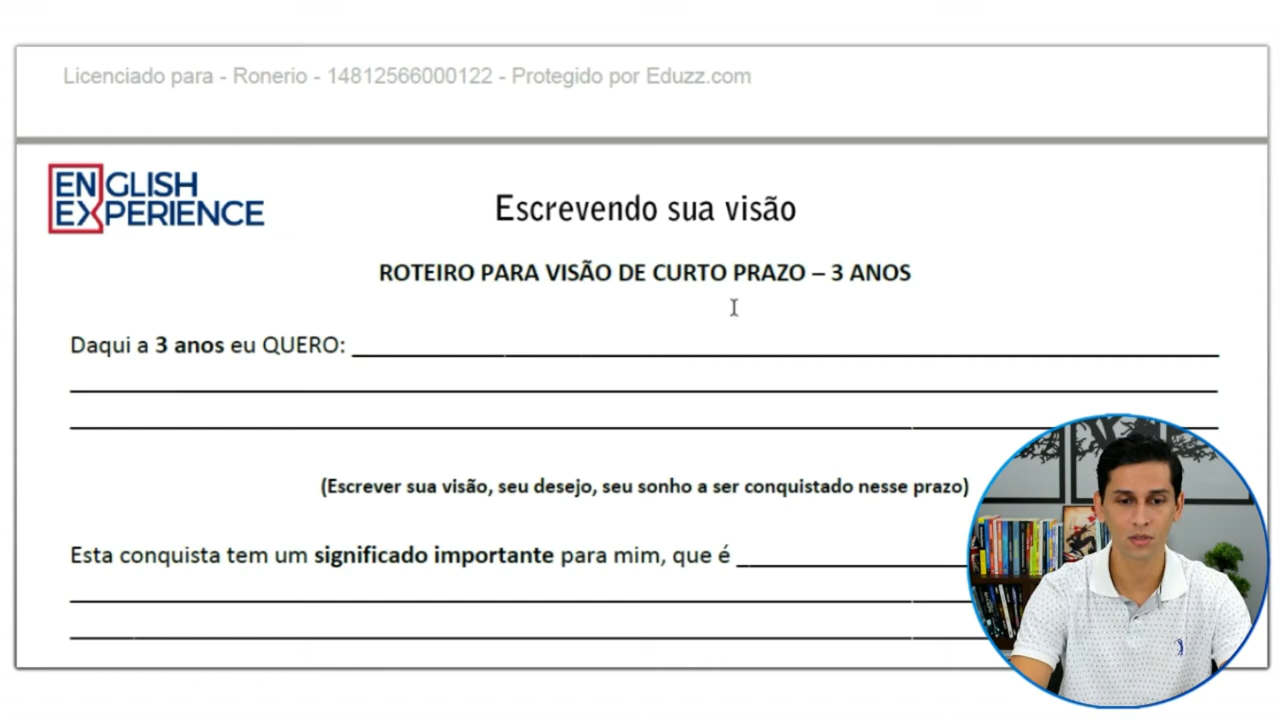 Licenciado para - Ronerio - 14812566000122 - Protegido por Eduzz.com
ENGLISH
EXPERIENCE
Escrevendo sua visão
ROTEIRO PARA VISÃO DE CURTO PRAZO – 3 ANOS
Daqui a 3 anos eu QUERO:
(Escrever sua visão, seu desejo, seu sonho a ser conquistado nesse prazo)
Esta conquista tem um significado importante para mim, que é